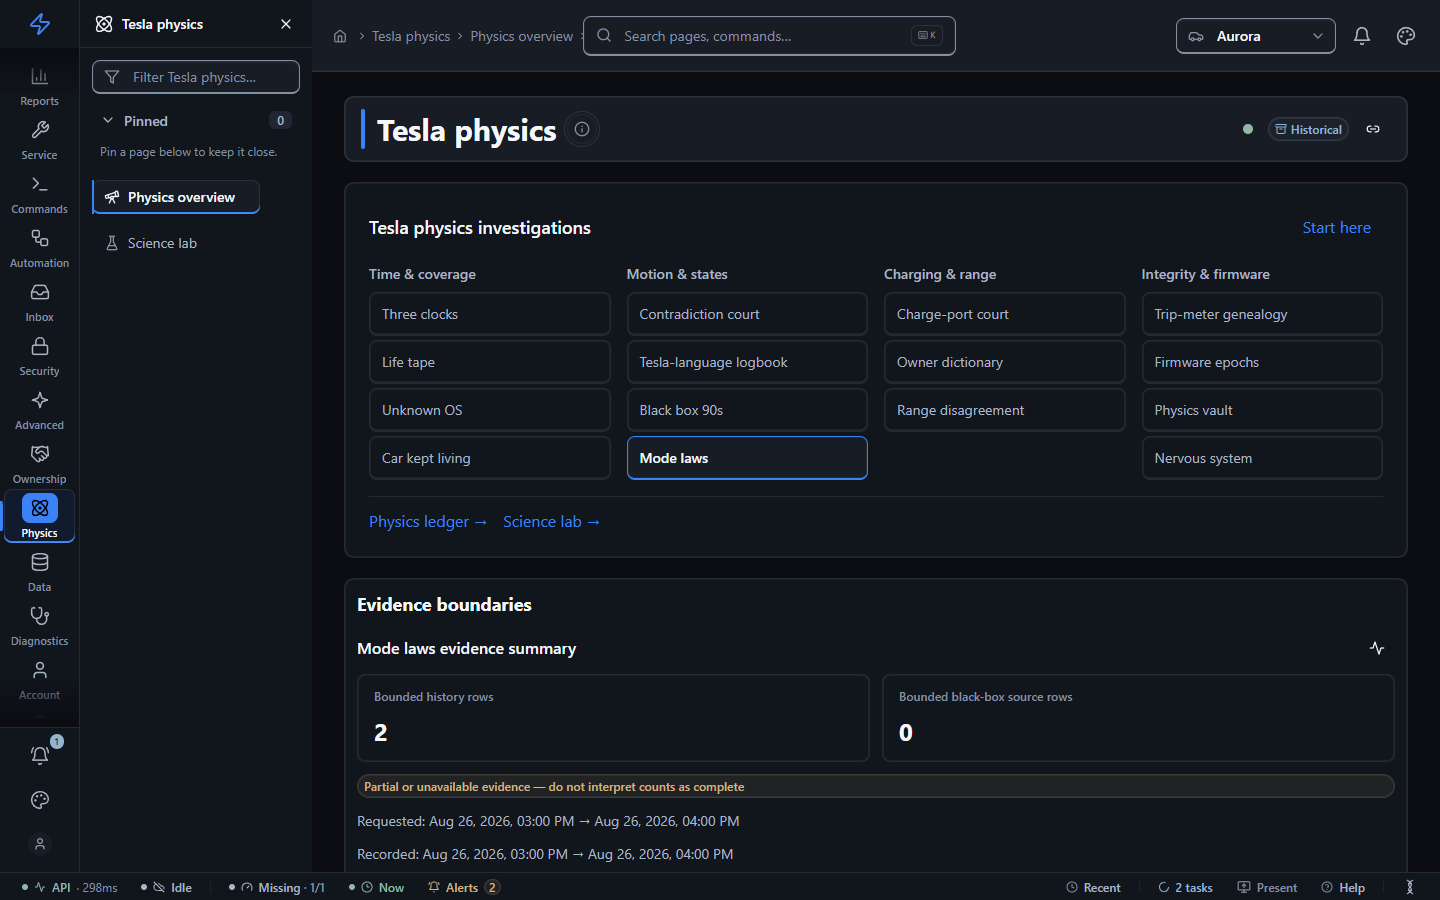 Tesla physics
Tesla physics
Physics overview
Search pages, commands...
K
Aurora
Filter Tesla physics...
Pinned
0
Pin a page below to keep it close.
Physics overview
Science lab
Reports
Service
Commands
Automation
Inbox
Security
Advanced
Ownership
Physics
Data
Diagnostics
Account
1
Tesla physics
Historical
Tesla physics investigations
Start here
Time & coverage
Motion & states
Charging & range
Integrity & firmware
Three clocks
Contradiction court
Charge-port court
Trip-meter genealogy
Life tape
Tesla-language logbook
Owner dictionary
Firmware epochs
Unknown OS
Black box 90s
Range disagreement
Physics vault
Car kept living
Mode laws
Nervous system
Physics ledger →
Science lab →
Evidence boundaries
Mode laws evidence summary
Bounded history rows
2
Bounded black-box source rows
0
Partial or unavailable evidence — do not interpret counts as complete
Requested: Aug 26, 2026, 03:00 PM → Aug 26, 2026, 04:00 PM
Recorded: Aug 26, 2026, 03:00 PM → Aug 26, 2026, 04:00 PM
API · 298ms
Idle
Missing · 1/1
Now
Alerts 2
Recent
2 tasks
Present
Help